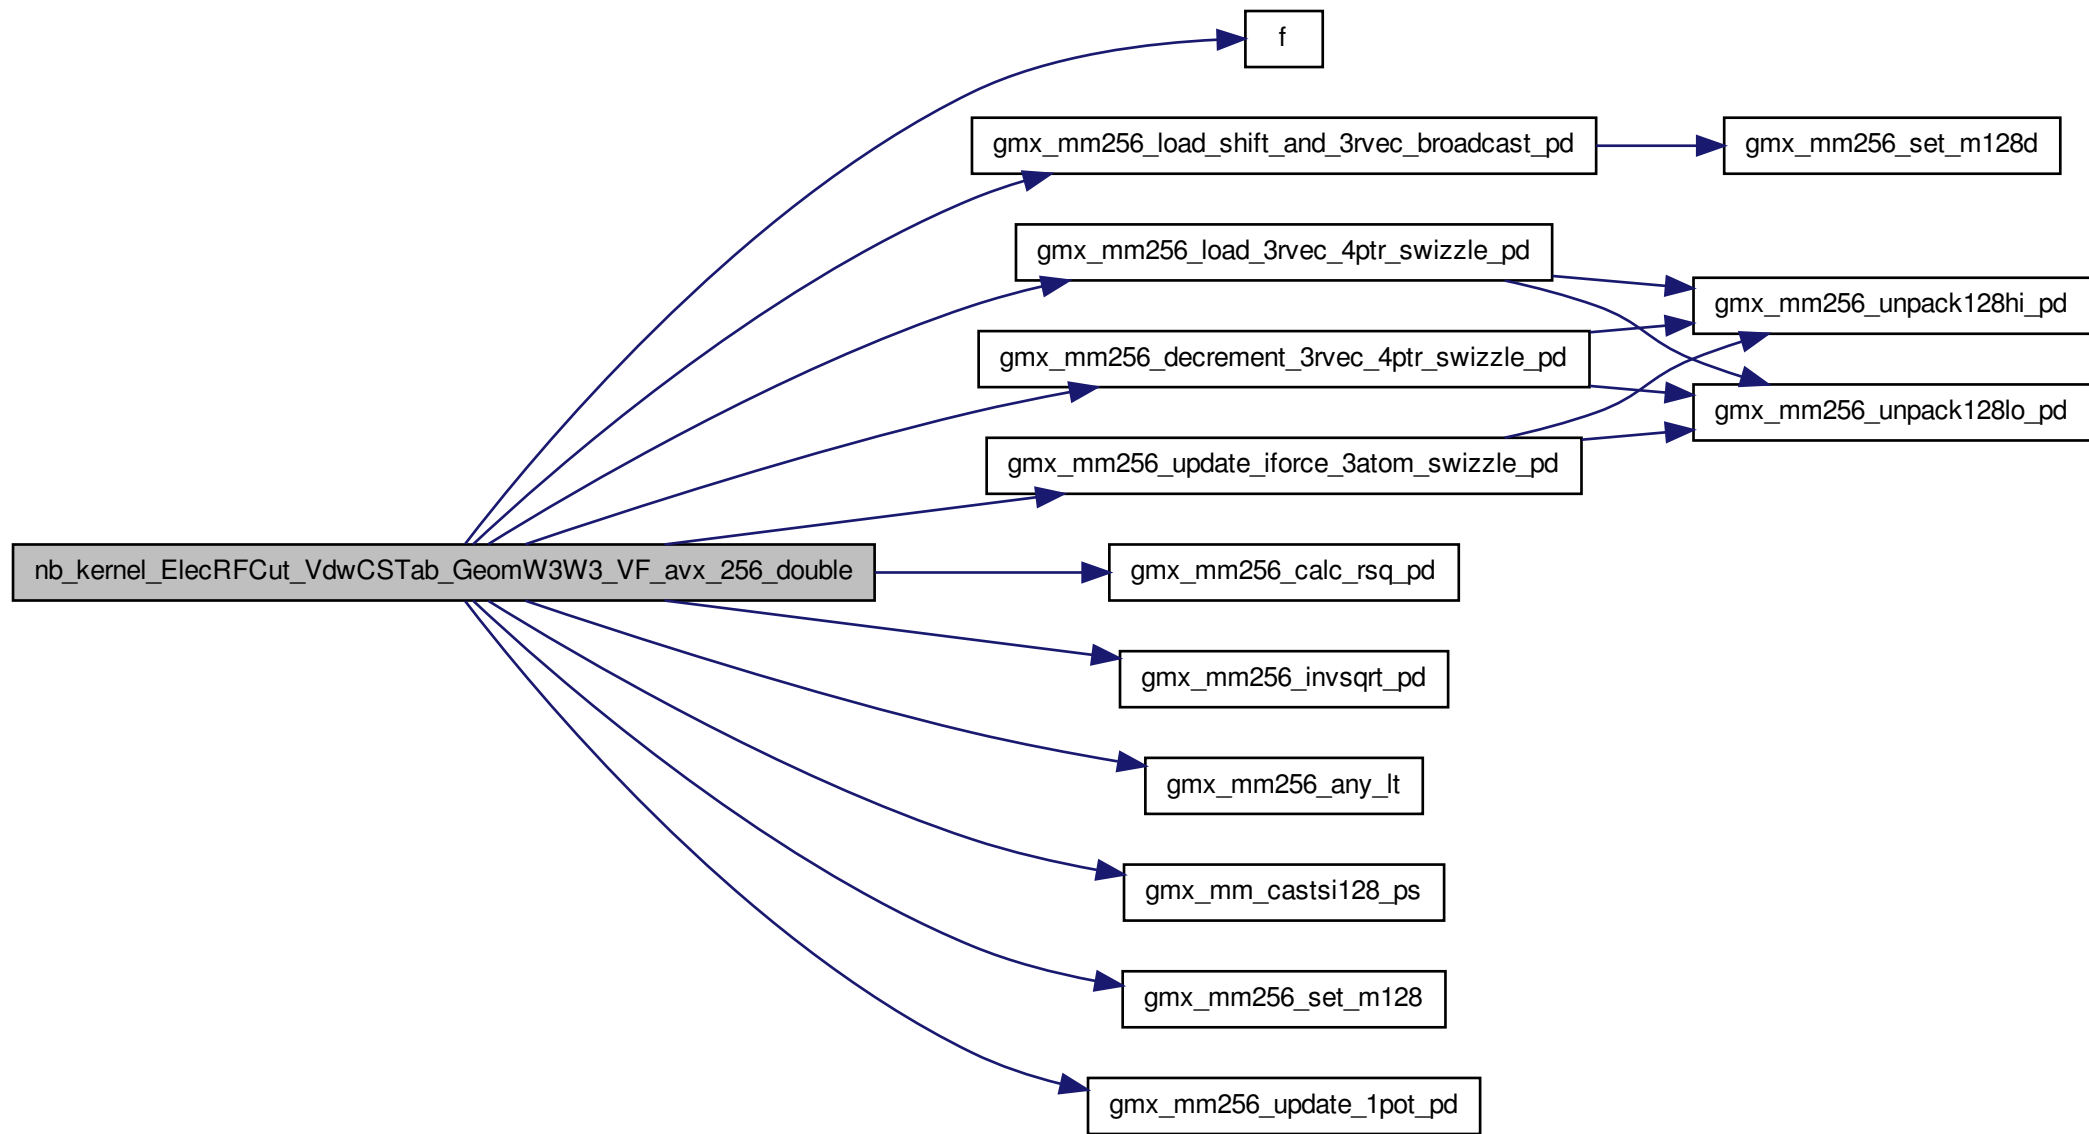 f
gmx_mm256_load_shift_and_3rvec_broadcast_pd
gmx_mm256_set_m128d
gmx_mm256_load_3rvec_4ptr_swizzle_pd
gmx_mm256_unpack128hi_pd
gmx_mm256_decrement_3rvec_4ptr_swizzle_pd
gmx_mm256_unpack128lo_pd
gmx_mm256_update_iforce_3atom_swizzle_pd
nb_kernel_ElecRFCut_VdwCSTab_GeomW3W3_VF_avx_256_double
gmx_mm256_calc_rsq_pd
gmx_mm256_invsqrt_pd
gmx_mm256_any_lt
gmx_mm_castsi128_ps
gmx_mm256_set_m128
gmx_mm256_update_1pot_pd